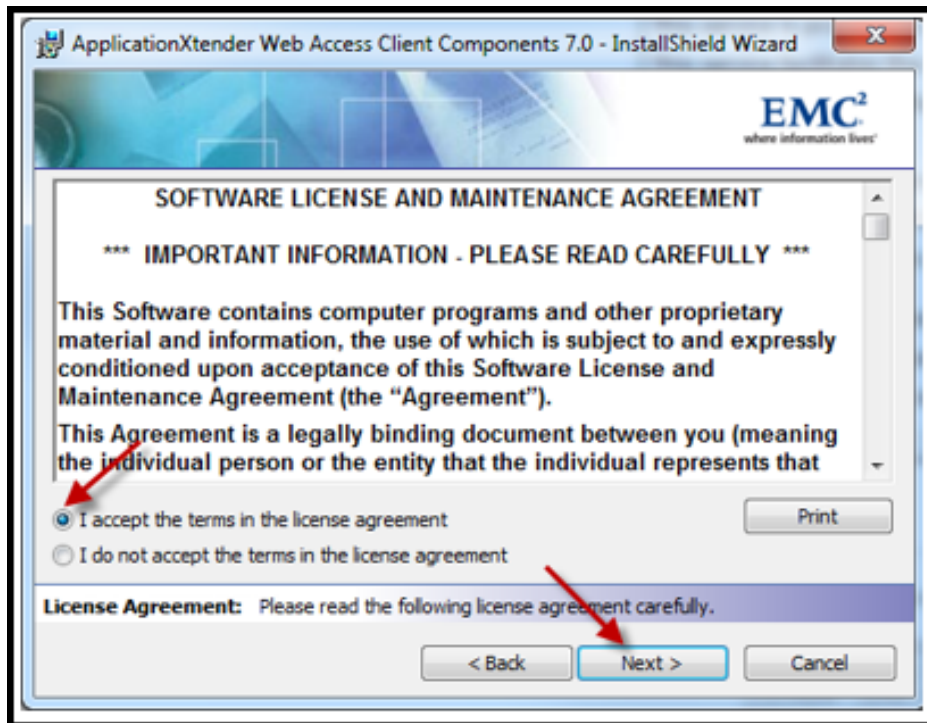 ApplicationXtender Web Access Client Components 7.0 - InstallShield Wizard
EMC²
where information lives®
SOFTWARE LICENSE AND MAINTENANCE AGREEMENT
*** IMPORTANT INFORMATION - PLEASE READ CAREFULLY ***
This Software contains computer programs and other proprietary
material and information, the use of which is subject to and expressly
conditioned upon acceptance of this Software License and
Maintenance Agreement (the “Agreement”).
This Agreement is a legally binding document between you (meaning
the individual person or the entity that the individual represents that
I accept the terms in the license agreement
Print
I do not accept the terms in the license agreement
License Agreement: Please read the following license agreement carefully.
< Back
Next >
Cancel